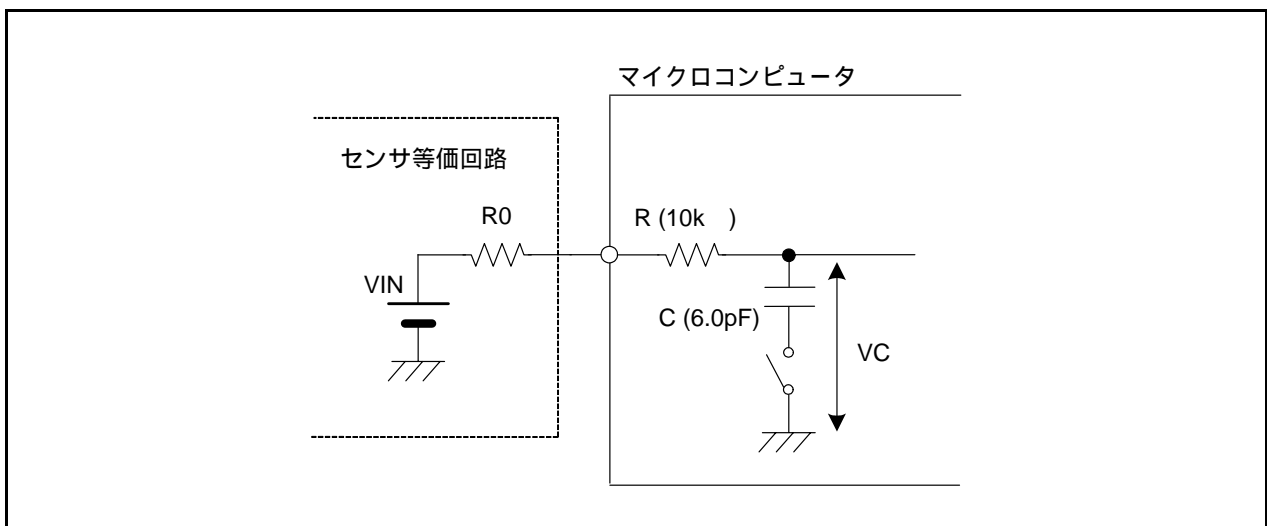 マイクロコンピュータ
センサ等価回路
R0
R (10k　)
VIN
C (6.0pF)
VC